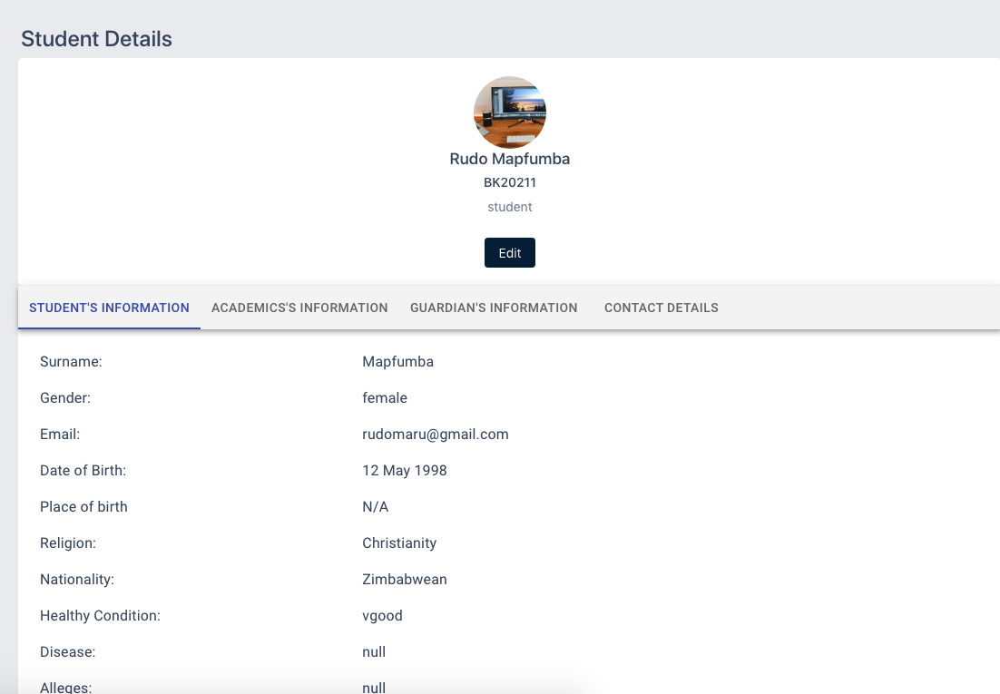 Student Details
Rudo Mapfumba
BK20211
student
Edit
STUDENT'S INFORMATION ACADEMICS'S INFORMATION GUARDIAN'S INFORMATION CONTACT DETAILS
Surname: Mapfumba
Gender: female
Email: rudomaru@gmail.com
Date of Birth: 12 May 1998
Place of birth N/A
Religion: Christianity
Nationality: Zimbabwean
Healthy Condition: vgood
Disease: null
Alleges: null